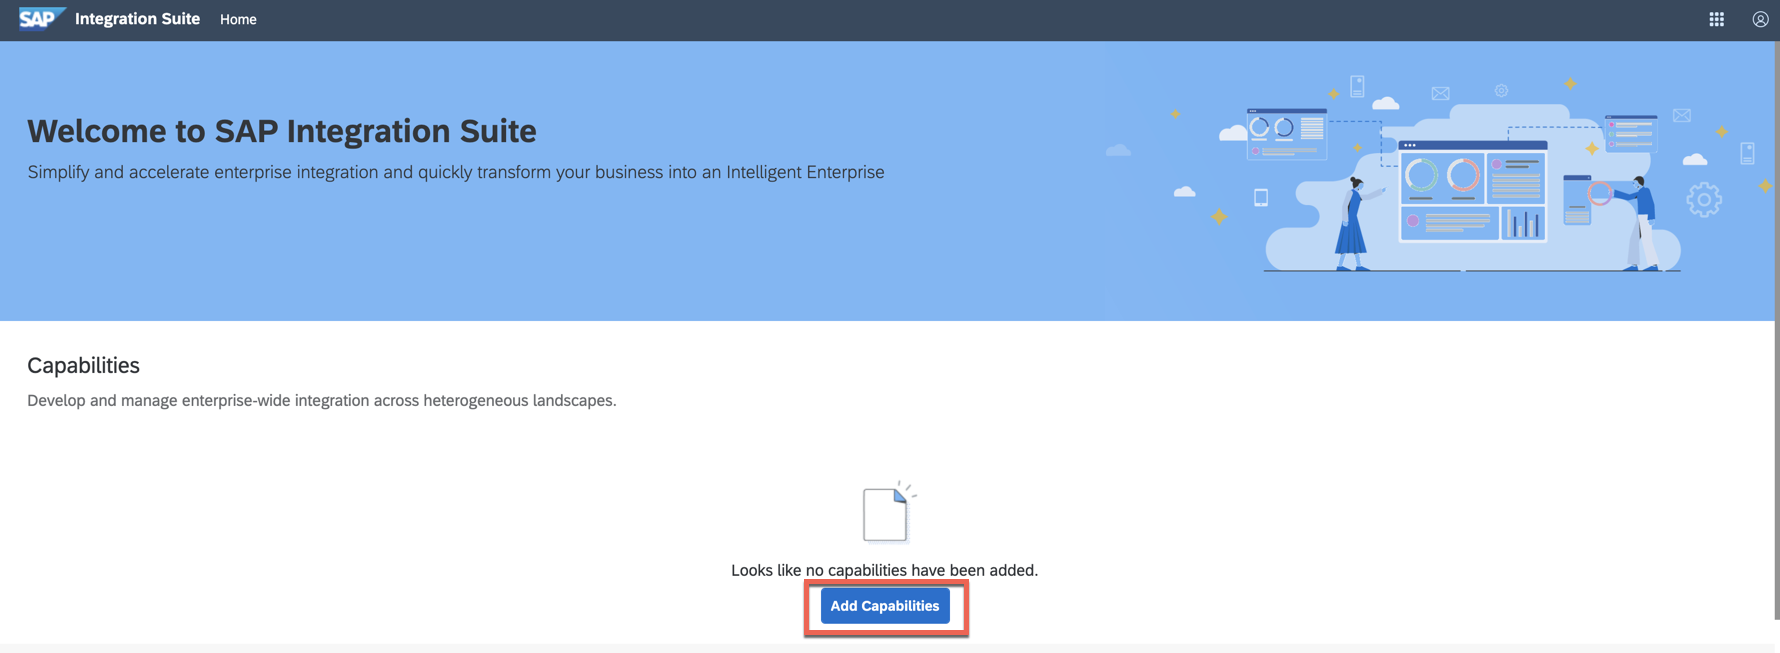 SAP Integration Suite Home
Welcome to SAP Integration Suite
Simplify and accelerate enterprise integration and quickly transform your business into an Intelligent Enterprise
Capabilities
Develop and manage enterprise-wide integration across heterogeneous landscapes.
Looks like no capabilities have been added.
Add Capabilities